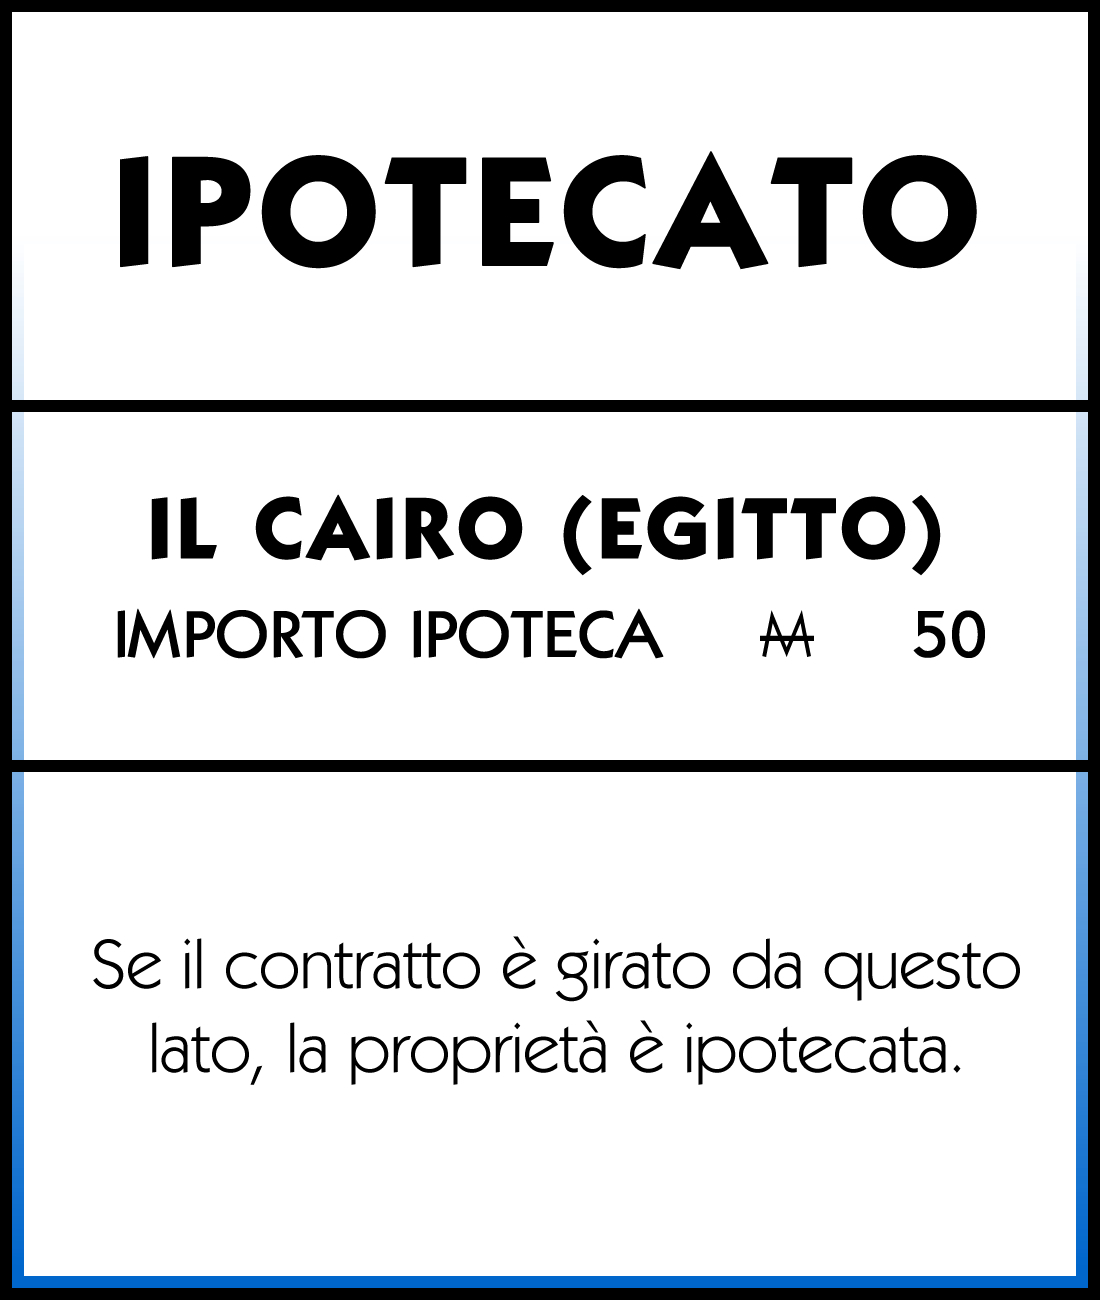 IPOTECATO
IL CAIRO (EGITTO)
IMPORTO IPOTECA M 50
Se il contratto è girato da questo
lato, la proprietà è ipotecata.